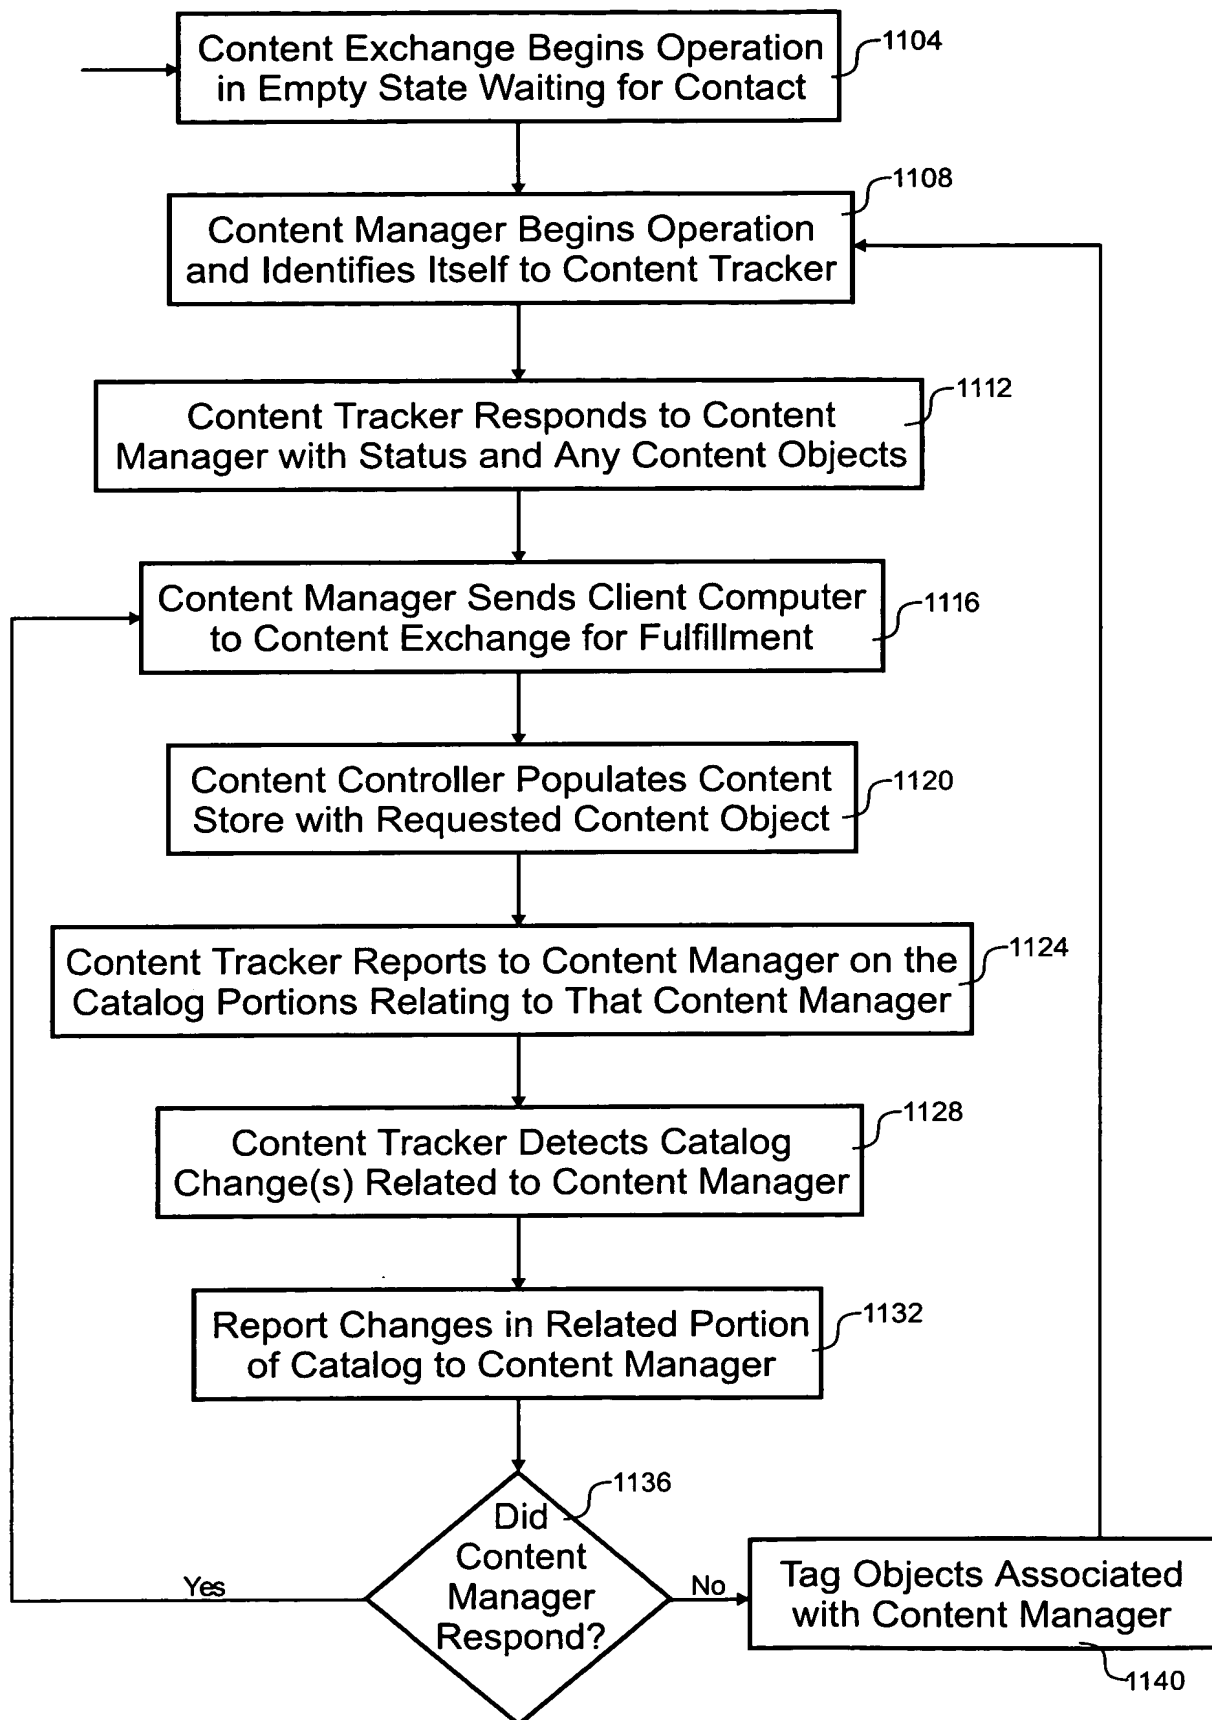 Content Exchange Begins Operation
in Empty State Waiting for Contact
1104
1108
Content Manager Begins Operation
and Identifies Itself to Content Tracker
1112
Content Tracker Responds to Content
Manager with Status and Any Content Objects
Content Manager Sends Client Computer
to Content Exchange for Fulfillment
1116
Content Controller Populates Content
Store with Requested Content Object
1120
Content Tracker Reports to Content Manager on the
Catalog Portions Relating to That Content Manager
1124
Content Tracker Detects Catalog
Change(s) Related to Content Manager
1128
Report Changes in Related Portion
of Catalog to Content Manager
1132
1136
Did
Content
Manager
Respond?
Yes
No
Tag Objects Associated
with Content Manager
1140